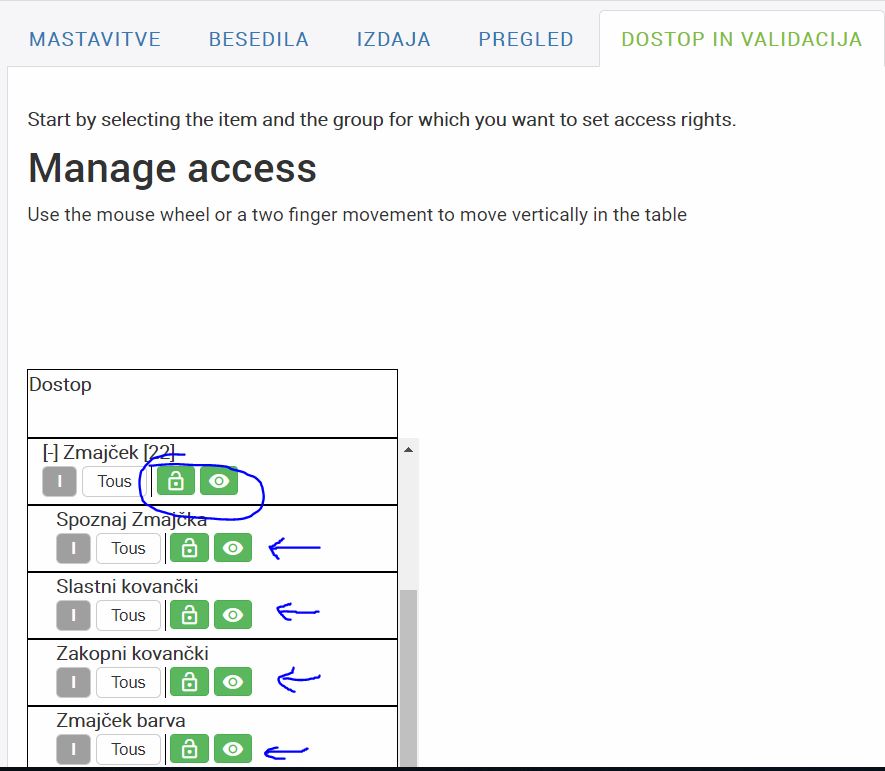 MASTAVITVE BESEDILA IZDAJA PREGLED DOSTOP IN VALIDACIJA
Start by selecting the item and the group for which you want to set access rights.
Manage access
Use the mouse wheel or a two finger movement to move vertically in the table
Dostop
[-] Zmajček [22]
I Tous
Spoznaj Zmajčka
I Tous
Slastni kovančki
I Tous
Zakopni kovančki
I Tous
Zmajček barva
I Tous